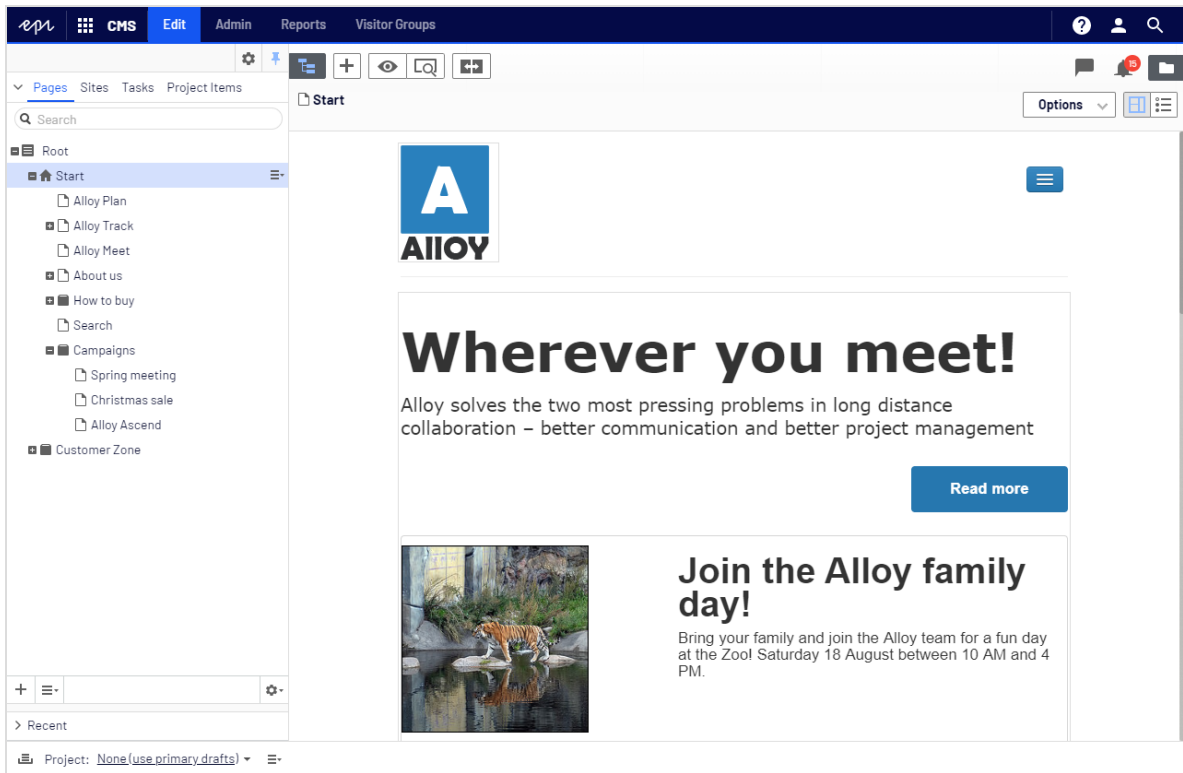 epi CMS Edit Admin Reports Visitor Groups
15
Pages Sites Tasks Project Items
Start
Options
Search
Root
Start
Alloy Plan
Alloy Track
Alloy Meet
About us
How to buy
Search
Campaigns
Spring meeting
Christmas sale
Alloy Ascend
Customer Zone
Recent
Project: None (use primary drafts)
A
Alloy
Wherever you meet!
Alloy solves the two most pressing problems in long distance
collaboration – better communication and better project management
Read more
Join the Alloy family
day!
Bring your family and join the Alloy team for a fun day
at the Zoo! Saturday 18 August between 10 AM and 4
PM.